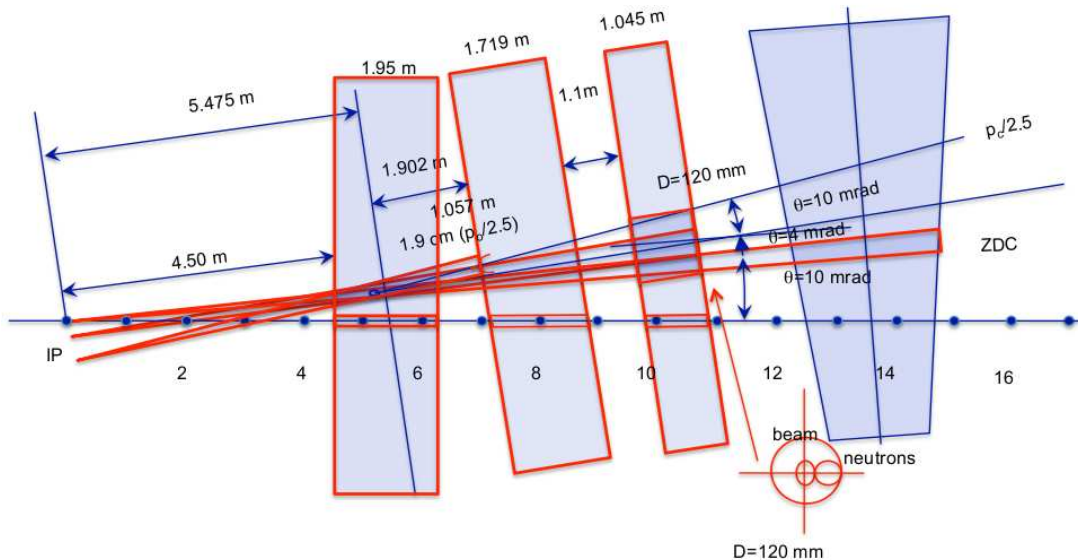 1.045 m
1.719 m
1.95 m
5.475 m
1.1m
p꜀/2.5
1.902 m
D=120 mm
θ=10 mrad
1.057 m
1.9 cm (pₒ/2.5)
θ=4 mrad
4.50 m
ZDC
θ=10 mrad
IP
2
4
6
8
10
12
14
16
beam
neutrons
D=120 mm